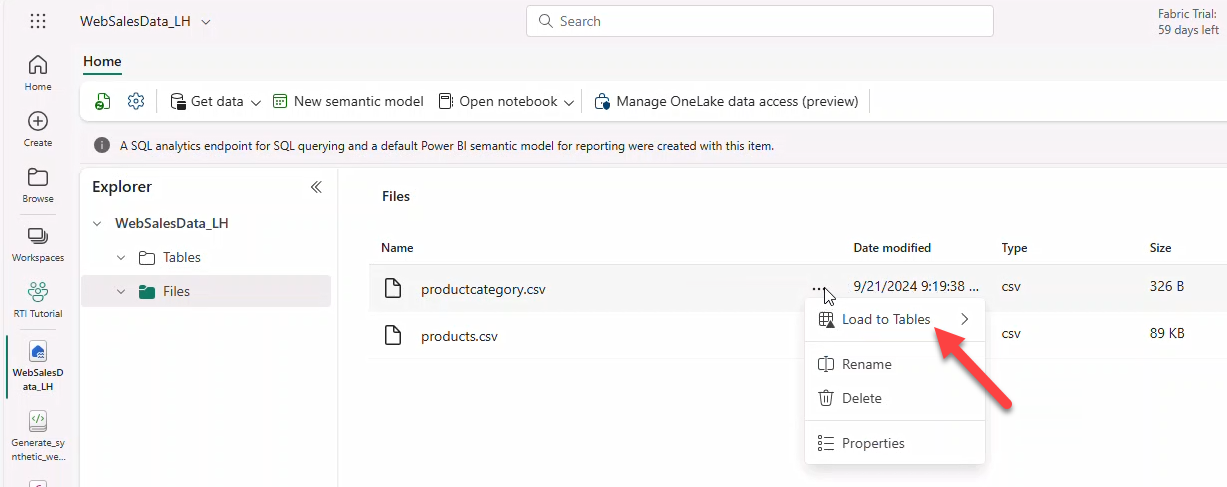 WebSalesData_LH
Search
Fabric Trial:
59 days left
Home
Home
Get data
New semantic model
Open notebook
Manage OneLake data access (preview)
Create
A SQL analytics endpoint for SQL querying and a default Power BI semantic model for reporting were created with this item.
Browse
Explorer
Files
WebSalesData_LH
Name
Date modified
Type
Size
Workspaces
Tables
productcategory.csv
...
9/21/2024 9:19:38 ...
csv
326 B
Files
RTI Tutorial
Load to Tables
products.csv
csv
89 KB
WebSalesD
ata_LH
Rename
Delete
Generate_sy
nthetic_we...
Properties